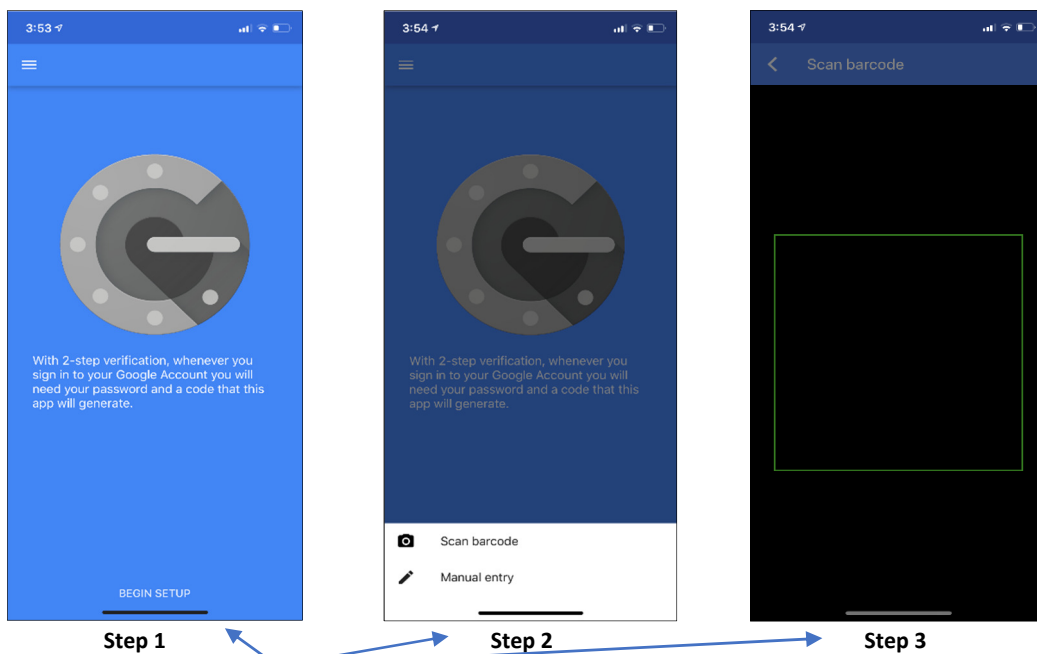 3:53
With 2-step verification, whenever you
sign in to your Google Account you will
need your password and a code that this
app will generate.
BEGIN SETUP
Step 1
3:54
With 2-step verification, whenever you
sign in to your Google Account you will
need your password and a code that this
app will generate.
Scan barcode
Manual entry
Step 2
3:54
Scan barcode
Step 3